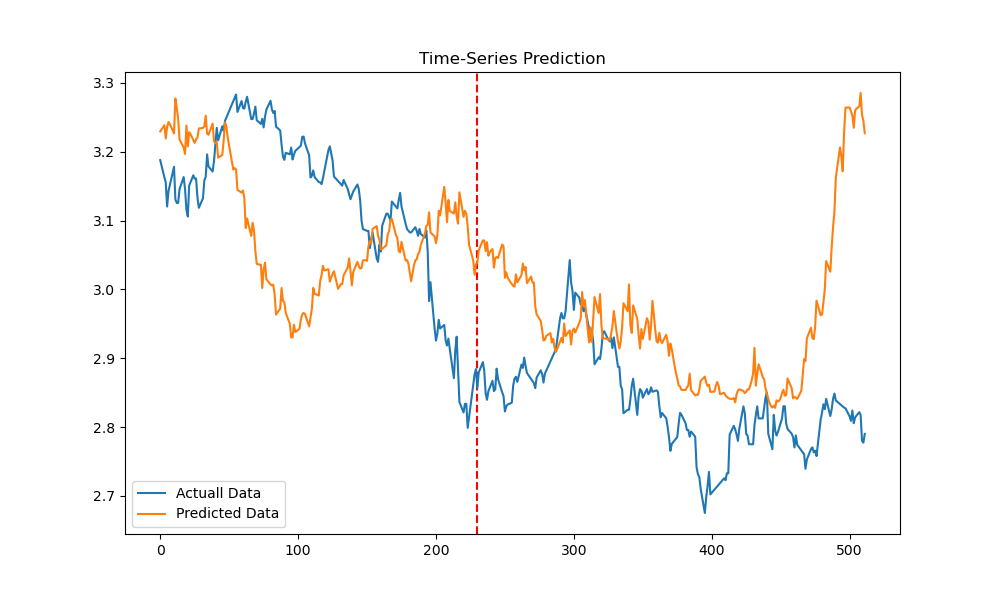 Time-Series Prediction
3.3
3.2
3.1
3.0
2.9
2.8
2.7
Actuall Data
Predicted Data
0 100 200 300 400 500